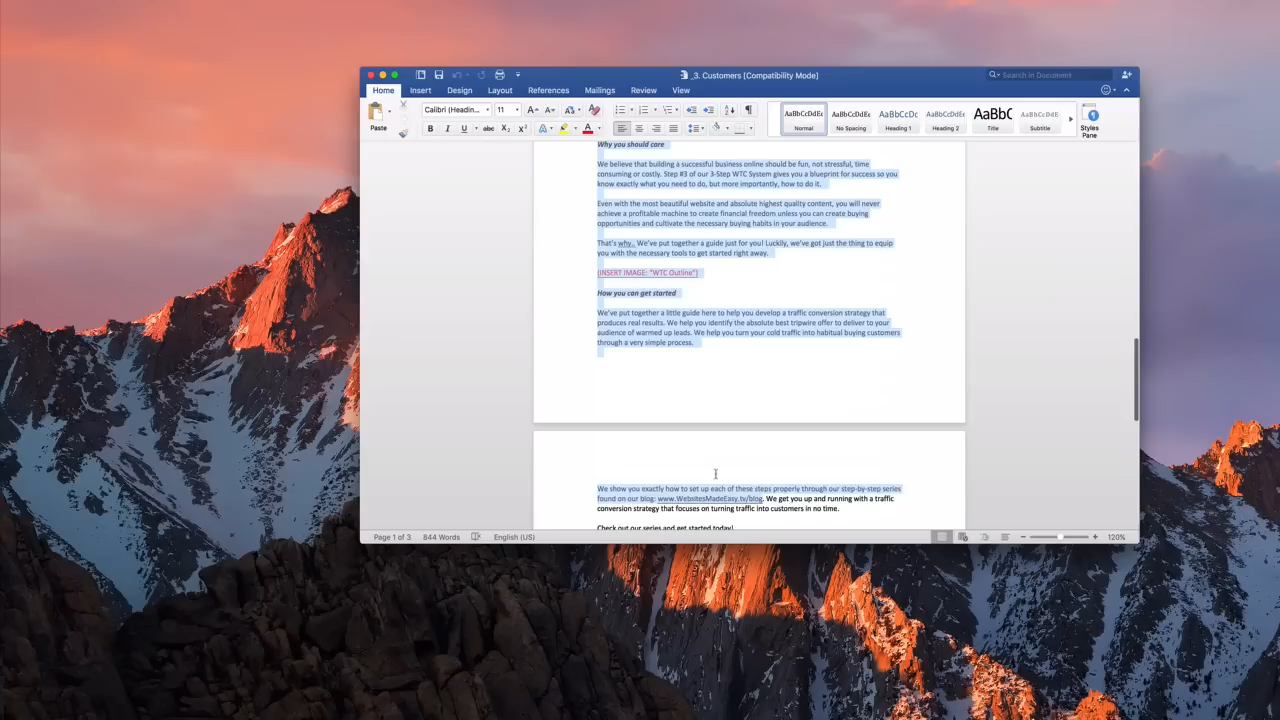 _3. Customers [Compatibility Mode]
Search in Document
Home Insert Design Layout References Mailings Review View
Paste
Calibri (Headin...
11
AaBbCcDdEe
Normal
AaBbCcDdEe
No Spacing
AaBbCcDc
Heading 1
AaBbCcDdEe
Heading 2
AaBbC
Title
AaBbCcDdEe
Subtitle
Styles
Pane
Why you should care
We believe that building a successful business online should be fun, not stressful, time
consuming or costly. Step #3 of our 3-Step WTC System gives you a blueprint for success so you
know exactly what you need to do, but more importantly, how to do it.
Even with the most beautiful website and absolute highest quality content, you will never
achieve a profitable machine to create financial freedom unless you can create buying
opportunities and cultivate the necessary buying habits in your audience.
That's why.. We've put together a guide just for you! Luckily, we've got just the thing to equip
you with the necessary tools to get started right away.
[INSERT IMAGE: "WTC Outline"]
How you can get started
We've put together a little guide here to help you develop a traffic conversion strategy that
produces real results. We help you identify the absolute best tripwire offer to deliver to your
audience of warmed up leads. We help you turn your cold traffic into habitual buying customers
through a very simple process.
We show you exactly how to set up each of these steps properly through our step-by-step series
found on our blog: www.WebsitesMadeEasy.tv/blog. We get you up and running with a traffic
conversion strategy that focuses on turning traffic into customers in no time.
Check out our series and get started today!
Page 1 of 3 844 Words English (US) 120%